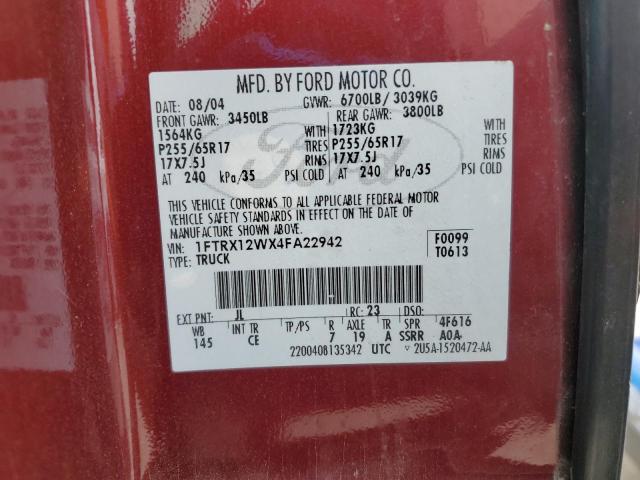 MFD. BY FORD MOTOR CO.
DATE: 08/04 GVWR: 6700LB/ 3039KG
FRONT GAWR: 3450LB REAR GAWR: 3800LB
1564KG WITH 1723KG WITH
P255/65R17 TIRES P255/65R17 TIRES
17X7.5J RIMS 17X7.5J RIMS
AT 240 kPa/35 PSI COLD AT 240 kPa/35 PSI COLD
Ford
THIS VEHICLE CONFORMS TO ALL APPLICABLE FEDERAL MOTOR
VEHICLE SAFETY STANDARDS IN EFFECT ON THE DATE OF
MANUFACTURE SHOWN ABOVE.
VIN: 1FTRX12WX4FA22942 F0099
TYPE: TRUCK T0613
EXT PNT: JL RC: 23 DSO:
WB INT TR TP/PS R AXLE TR SPR 4F616
145 CE 7 19 A SSRR A0A
2200408135342 UTC 2U5A-1520472-AA